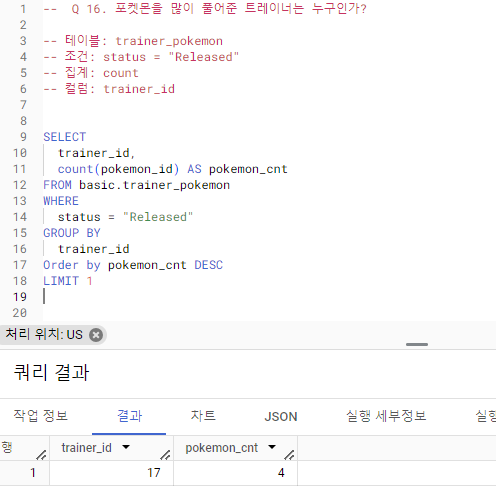 1 -- Q 16. 포켓몬을 많이 풀어준 트레이너는 누구인가?
2
3 -- 테이블: trainer_pokemon
4 -- 조건: status = "Released"
5 -- 집계: count
6 -- 컬럼: trainer_id
7
8
9 SELECT
10 trainer_id,
11 count(pokemon_id) AS pokemon_cnt
12 FROM basic.trainer_pokemon
13 WHERE
14 status = "Released"
15 GROUP BY
16 trainer_id
17 Order by pokemon_cnt DESC
18 LIMIT 1
19
20
처리 위치: US
쿼리 결과
작업 정보 결과 차트 JSON 실행 세부정보 실행
행 trainer_id pokemon_cnt
1 17 4